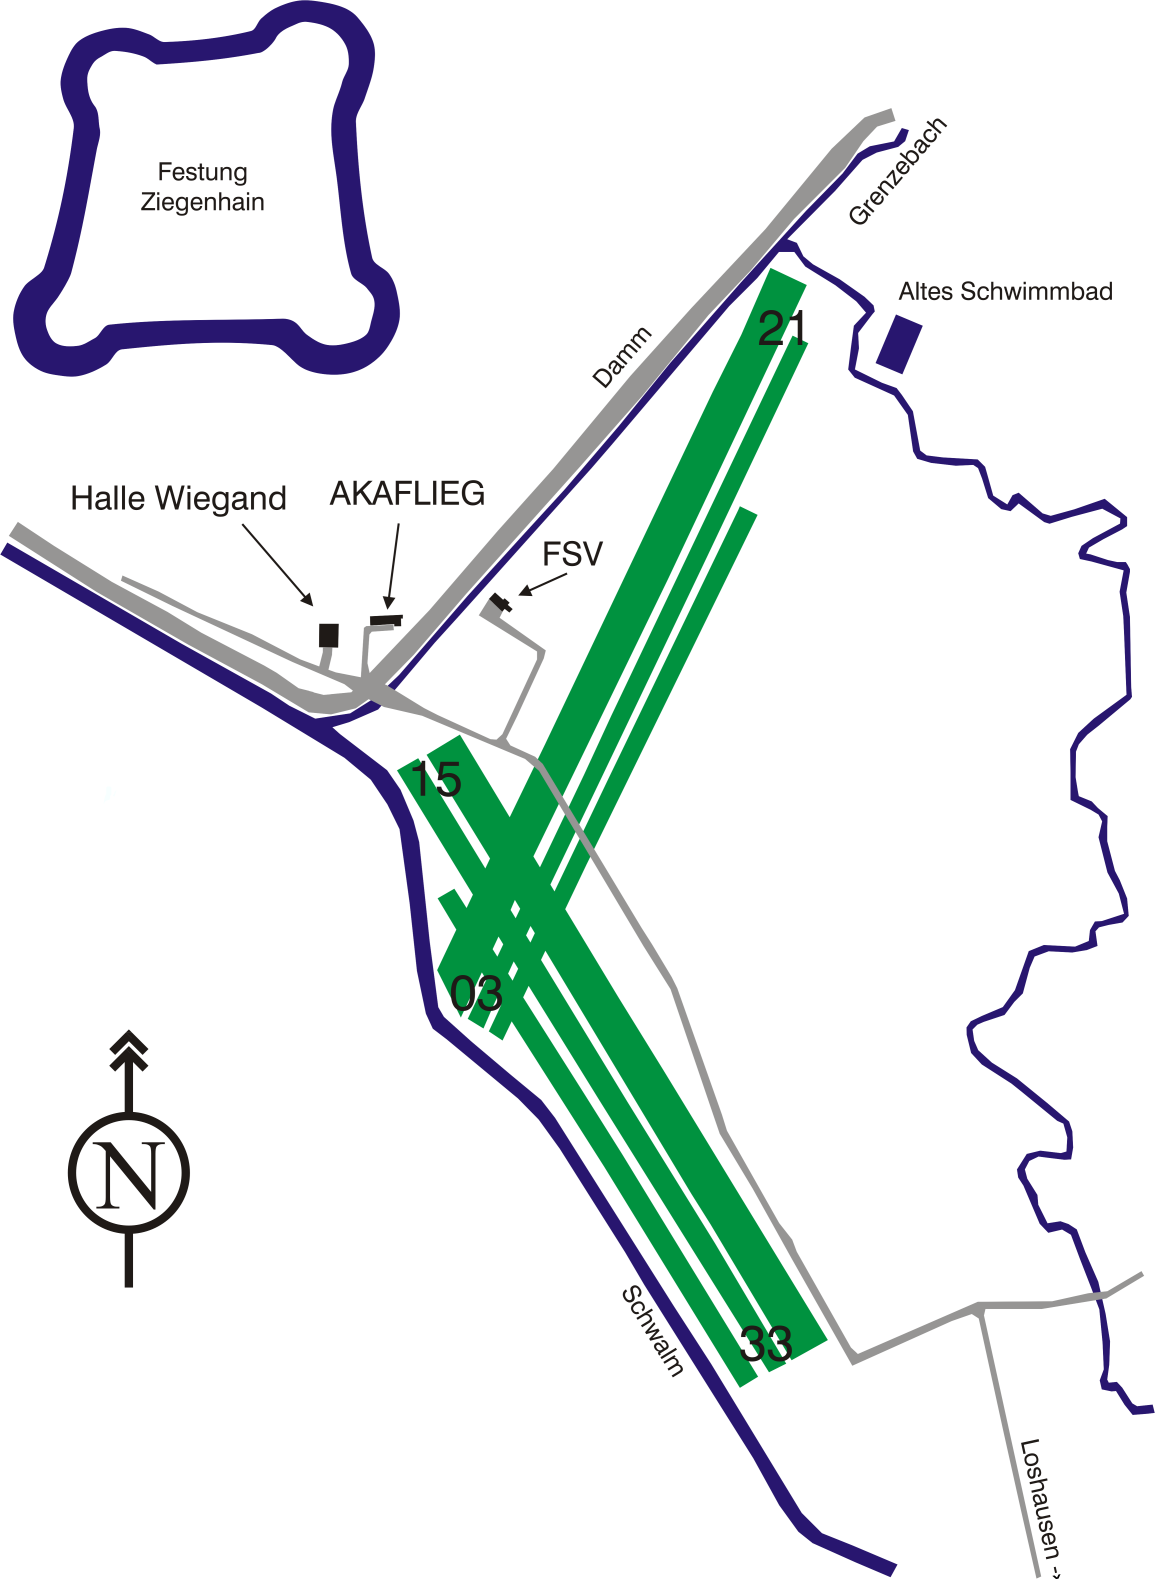 Festung
Ziegenhain
Grenzebach
Altes Schwimmbad
21
Damm
Halle Wiegand
AKAFLIEG
FSV
15
03
N
Schwalm
33
Loshausen ->